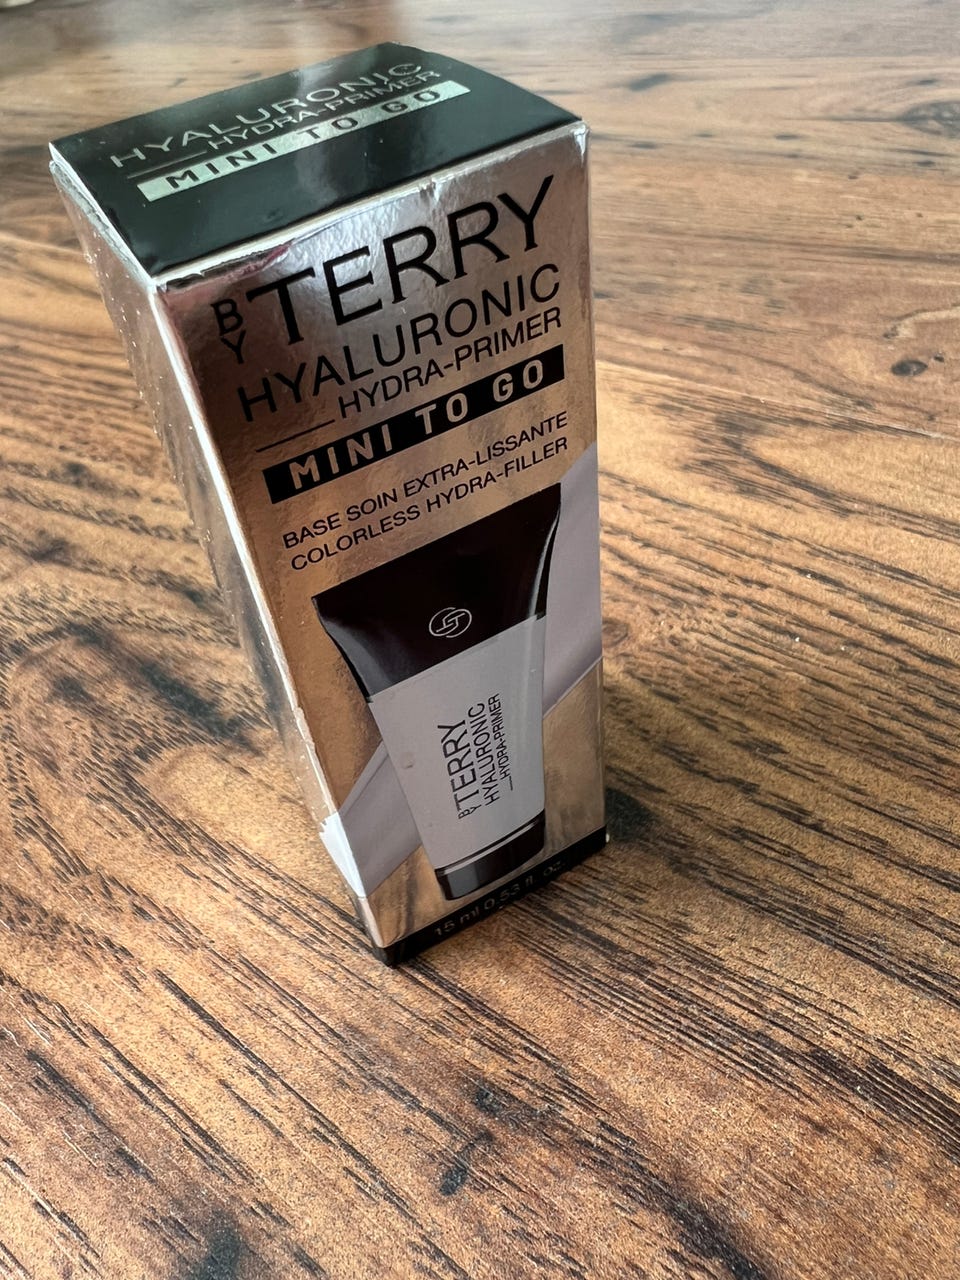 HYALURONIC
HYDRA-PRIMER
MINI TO GO
BY TERRY
HYALURONIC
HYDRA-PRIMER
MINI TO GO
BASE SOIN EXTRA-LISSANTE
COLORLESS HYDRA-FILLER
BY TERRY
HYALURONIC
HYDRA-PRIMER
15 ml 0.53 fl. oz.